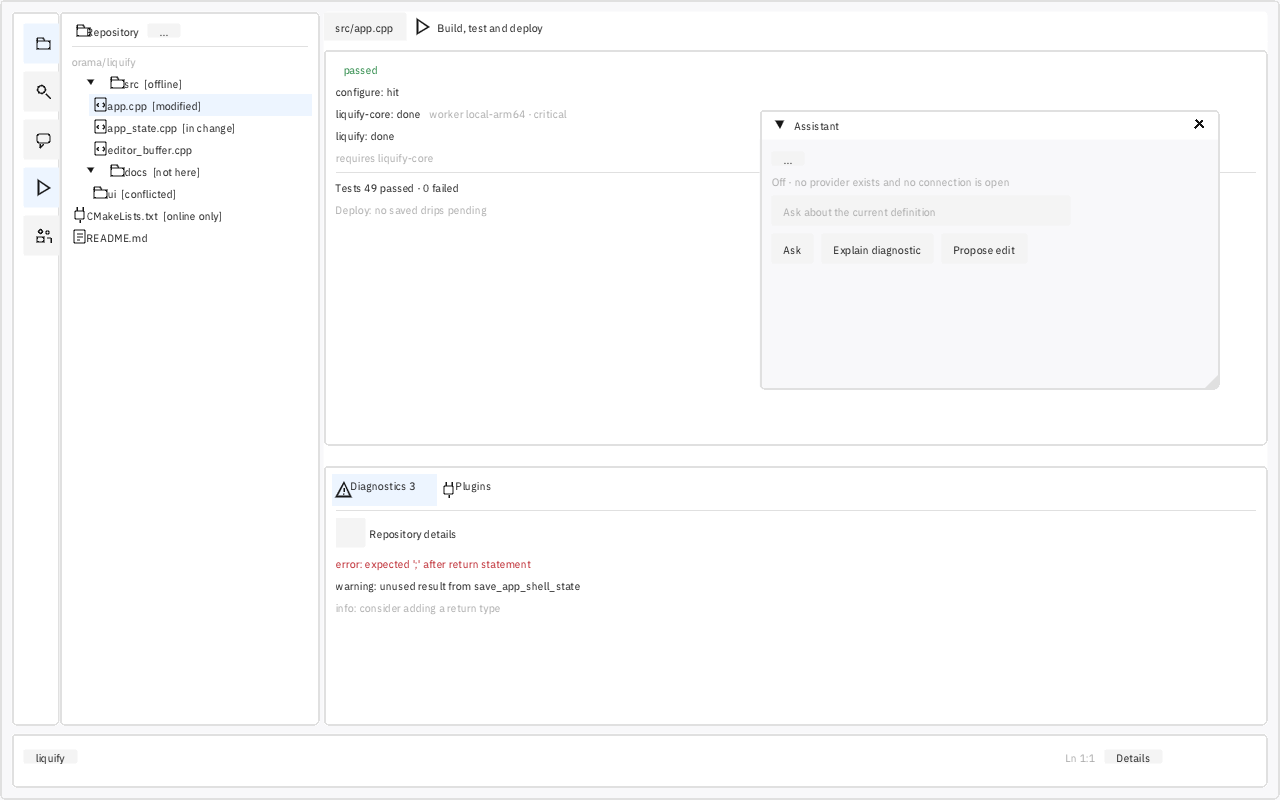 Repository ...
orama/liquify
src [offline]
app.cpp [modified]
app_state.cpp [in change]
editor_buffer.cpp
docs [not here]
ui [conflicted]
CMakeLists.txt [online only]
README.md
src/app.cpp Build, test and deploy
passed
configure: hit
liquify-core: done worker local-arm64 · critical
liquify: done
requires liquify-core
Tests 49 passed · 0 failed
Deploy: no saved drips pending
Assistant
...
Off · no provider exists and no connection is open
Ask about the current definition
Ask Explain diagnostic Propose edit
Diagnostics 3 Plugins
Repository details
error: expected ';' after return statement
warning: unused result from save_app_shell_state
info: consider adding a return type
liquify Ln 1:1 Details